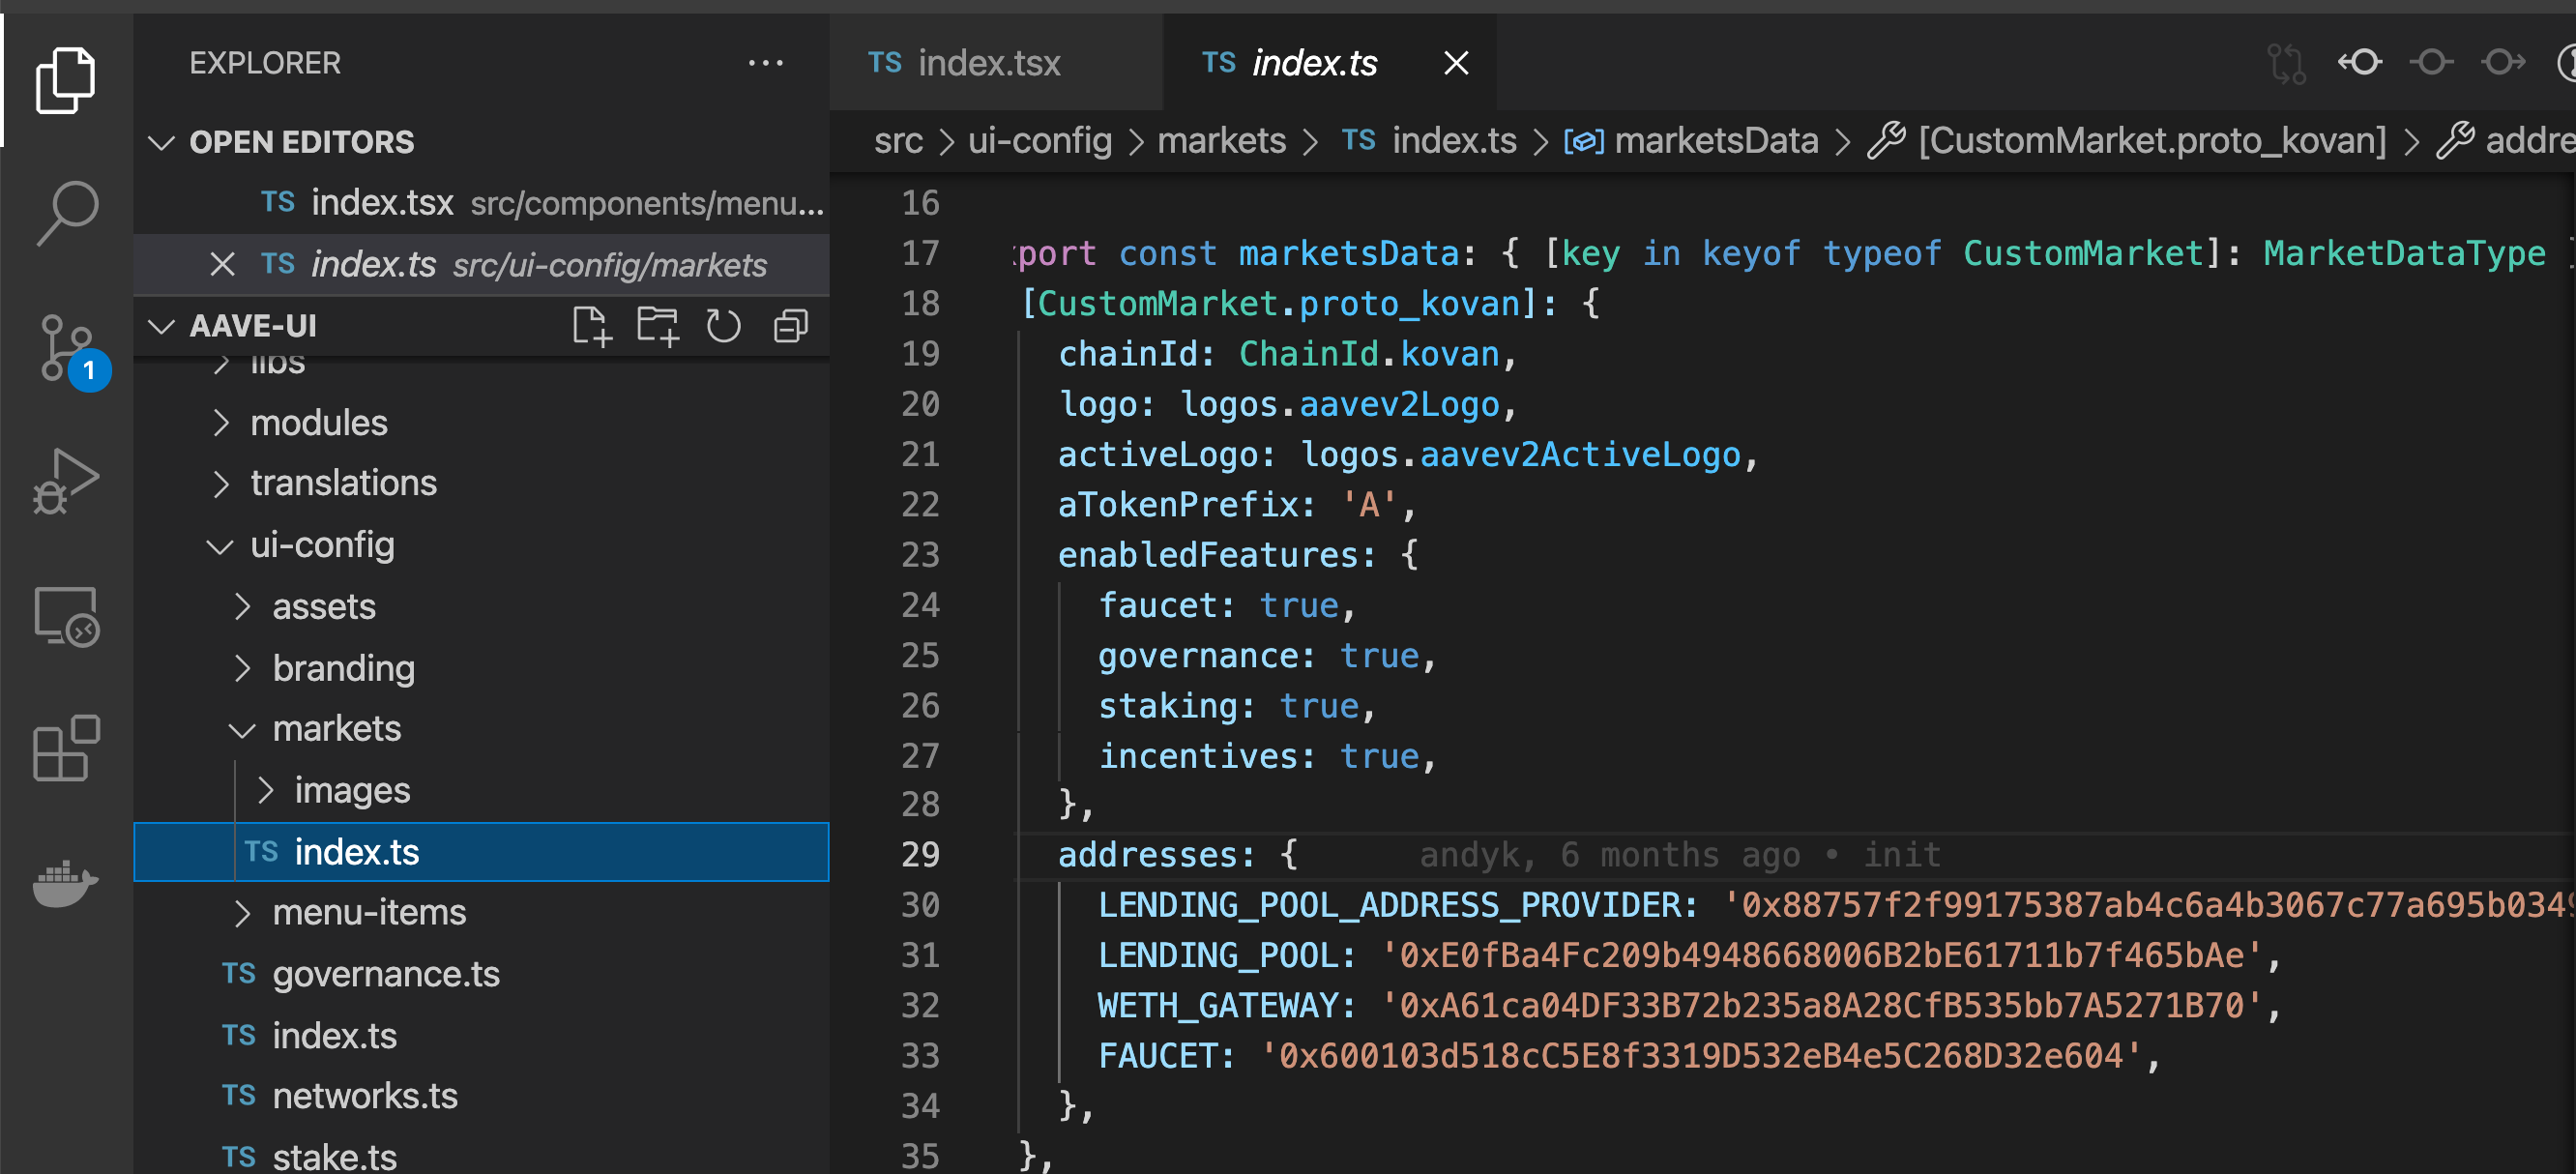 EXPLORER ...
OPEN EDITORS
TS index.tsx src/components/menu...
TS index.ts src/ui-config/markets
AAVE-UI
libs
modules
translations
ui-config
assets
branding
markets
images
TS index.ts
menu-items
TS governance.ts
TS index.ts
TS networks.ts
TS stake.ts
1
TS index.tsx
TS index.ts
src > ui-config > markets > TS index.ts > marketsData > [CustomMarket.proto_kovan] > addre
16
17 port const marketsData: { [key in keyof typeof CustomMarket]: MarketDataType
18 [CustomMarket.proto_kovan]: {
19 chainId: ChainId.kovan,
20 logo: logos.aavev2Logo,
21 activeLogo: logos.aavev2ActiveLogo,
22 aTokenPrefix: 'A',
23 enabledFeatures: {
24 faucet: true,
25 governance: true,
26 staking: true,
27 incentives: true,
28 },
29 addresses: { andyk, 6 months ago • init
30 LENDING_POOL_ADDRESS_PROVIDER: '0x88757f2f99175387ab4c6a4b3067c77a695b0349
31 LENDING_POOL: '0xE0fBa4Fc209b4948668006B2bE61711b7f465bAe',
32 WETH_GATEWAY: '0xA61ca04DF33B72b235a8A28CfB535bb7A5271B70',
33 FAUCET: '0x600103d518cC5E8f3319D532eB4e5C268D32e604',
34 },
35 },